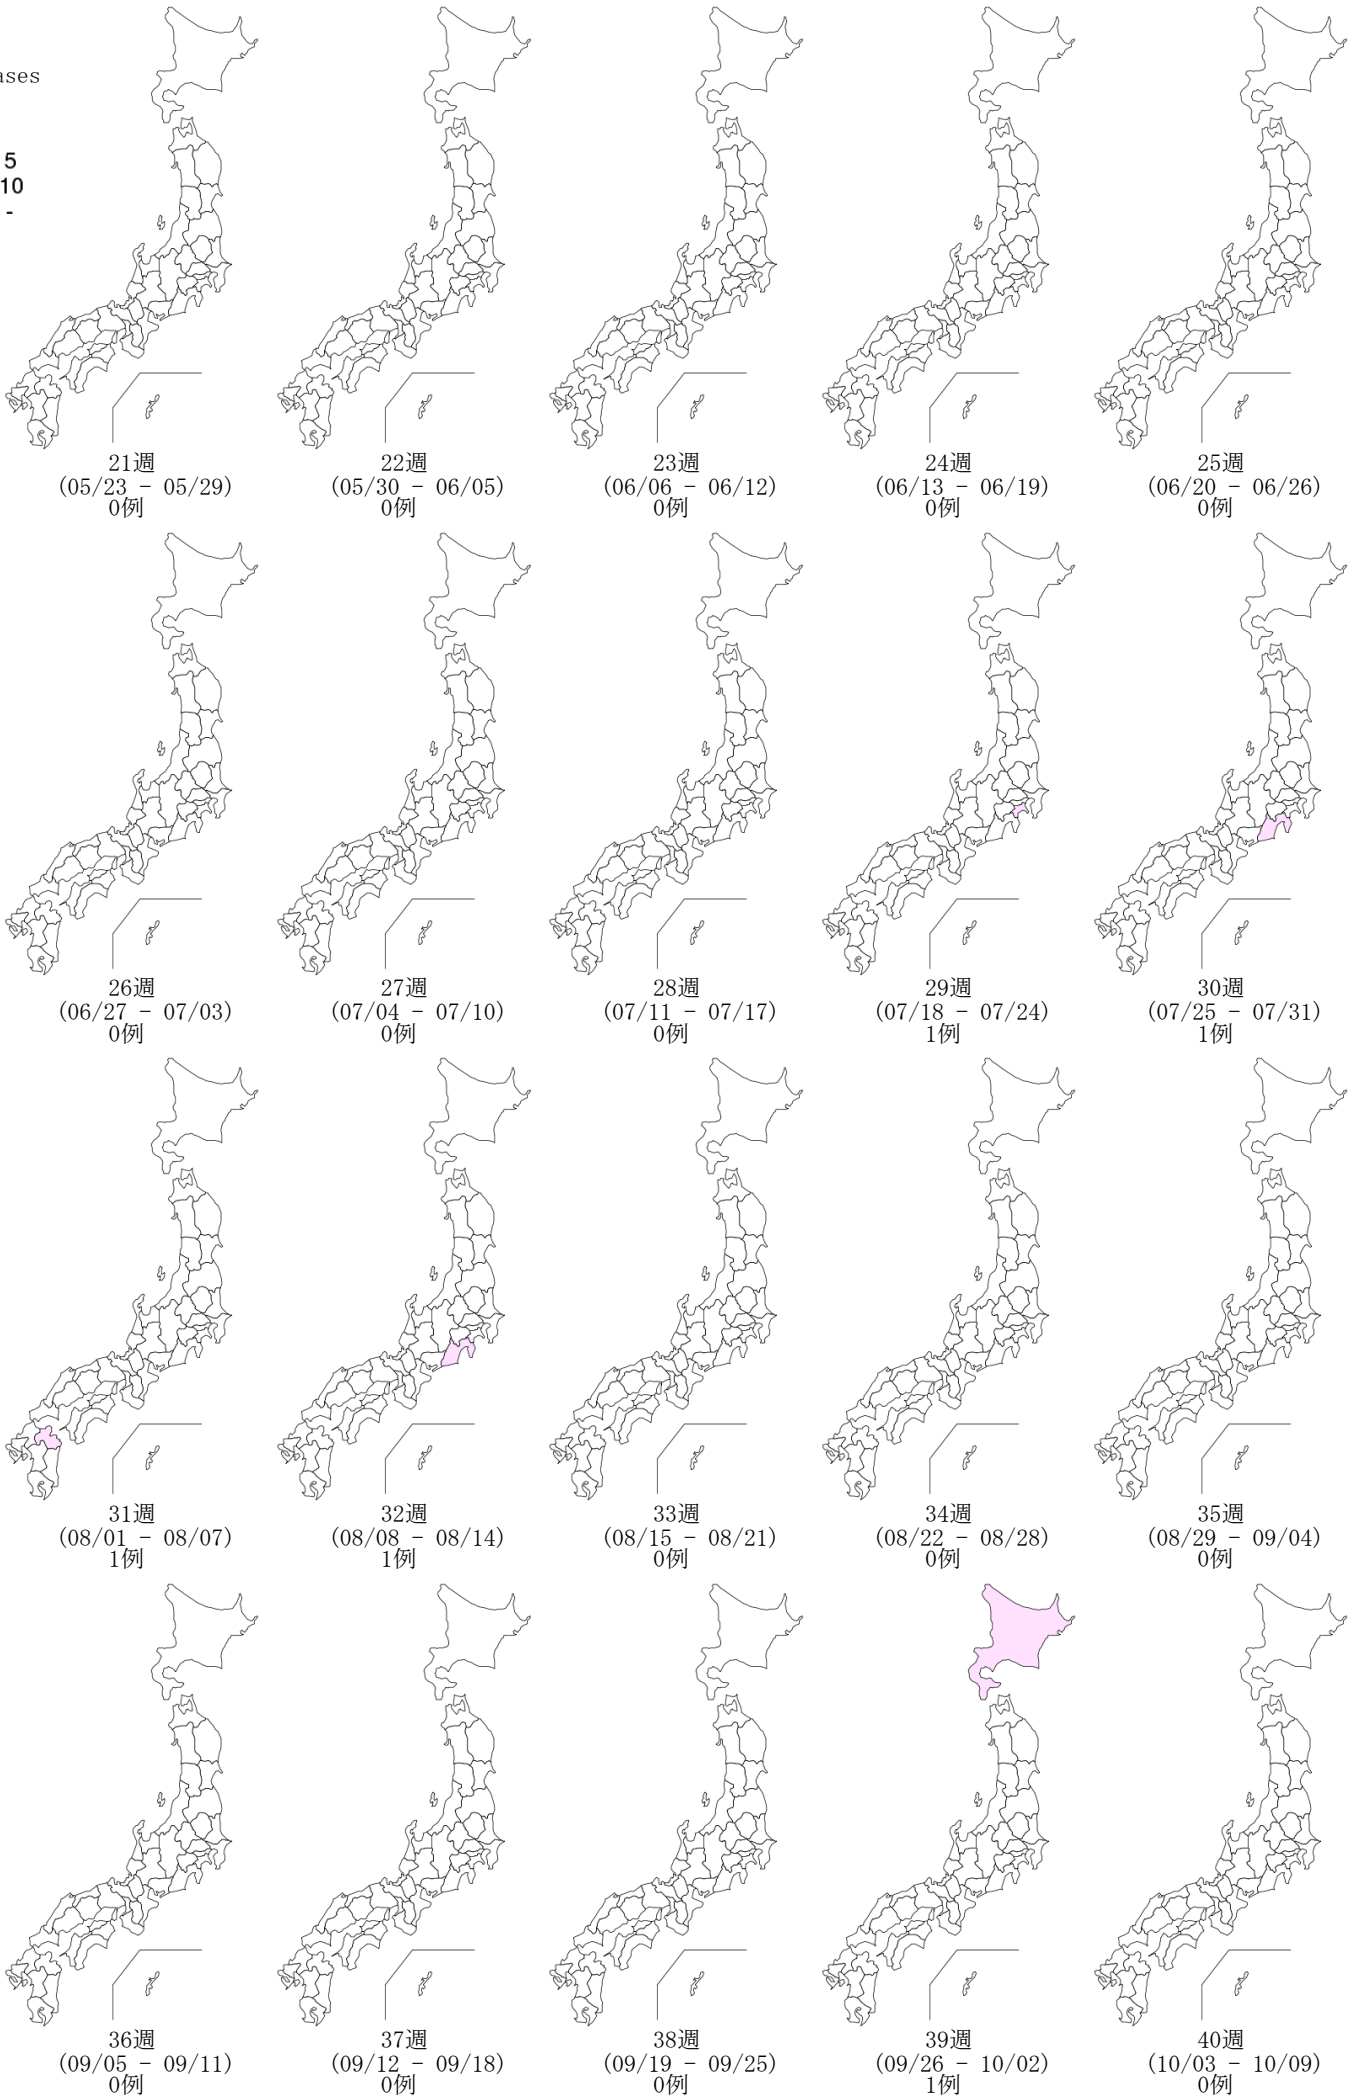 5
10
-
21週
(05/23 - 05/29)
0例
22週
(05/30 - 06/05)
0例
23週
(06/06 - 06/12)
0例
24週
(06/13 - 06/19)
0例
25週
(06/20 - 06/26)
0例
26週
(06/27 - 07/03)
0例
27週
(07/04 - 07/10)
0例
28週
(07/11 - 07/17)
0例
29週
(07/18 - 07/24)
1例
30週
(07/25 - 07/31)
1例
31週
(08/01 - 08/07)
1例
32週
(08/08 - 08/14)
1例
33週
(08/15 - 08/21)
0例
34週
(08/22 - 08/28)
0例
35週
(08/29 - 09/04)
0例
36週
(09/05 - 09/11)
0例
37週
(09/12 - 09/18)
0例
38週
(09/19 - 09/25)
0例
39週
(09/26 - 10/02)
1例
40週
(10/03 - 10/09)
0例